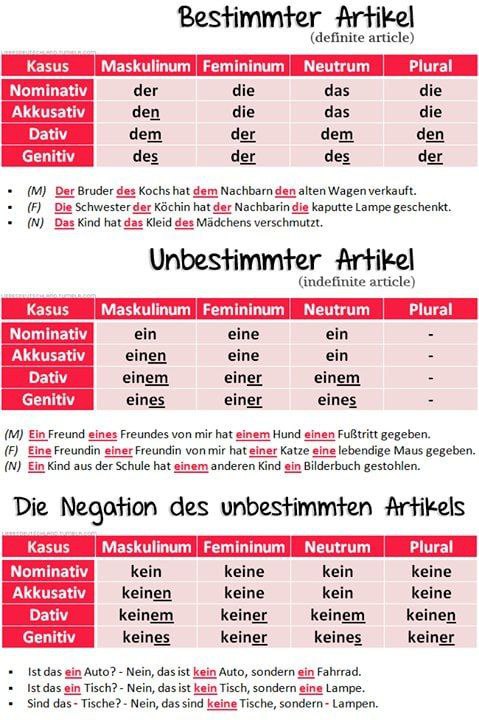 Bestimmter Artikel
(definite article)
Kasus Maskulinum Femininum Neutrum Plural
Nominativ der die das die
Akkusativ den die das die
Dativ dem der dem den
Genitiv des der des der
▪ (M) Der Bruder des Kochs hat dem Nachbarn den alten Wagen verkauft.
▪ (F) Die Schwester der Köchin hat der Nachbarin die kaputte Lampe geschenkt.
▪ (N) Das Kind hat das Kleid des Mädchens verschmutzt.
Unbestimmter Artikel
(indefinite article)
Kasus Maskulinum Femininum Neutrum Plural
Nominativ ein eine ein -
Akkusativ einen eine ein -
Dativ einem einer einem -
Genitiv eines einer eines -
(M) Ein Freund eines Freundes von mir hat einem Hund einen Fußtritt gegeben.
(F) Eine Freundin einer Freundin von mir hat einer Katze eine lebendige Maus gegeben.
(N) Ein Kind aus der Schule hat einem anderen Kind ein Bilderbuch gestohlen.
Die Negation des unbestimmten Artikels
Kasus Maskulinum Femininum Neutrum Plural
Nominativ kein keine kein keine
Akkusativ keinen keine kein keine
Dativ keinem keiner keinem keinen
Genitiv keines keiner keines keiner
▪ Ist das ein Auto? - Nein, das ist kein Auto, sondern ein Fahrrad.
▪ Ist das ein Tisch? - Nein, das ist kein Tisch, sondern eine Lampe.
▪ Sind das - Tische? - Nein, das sind keine Tische, sondern - Lampen.